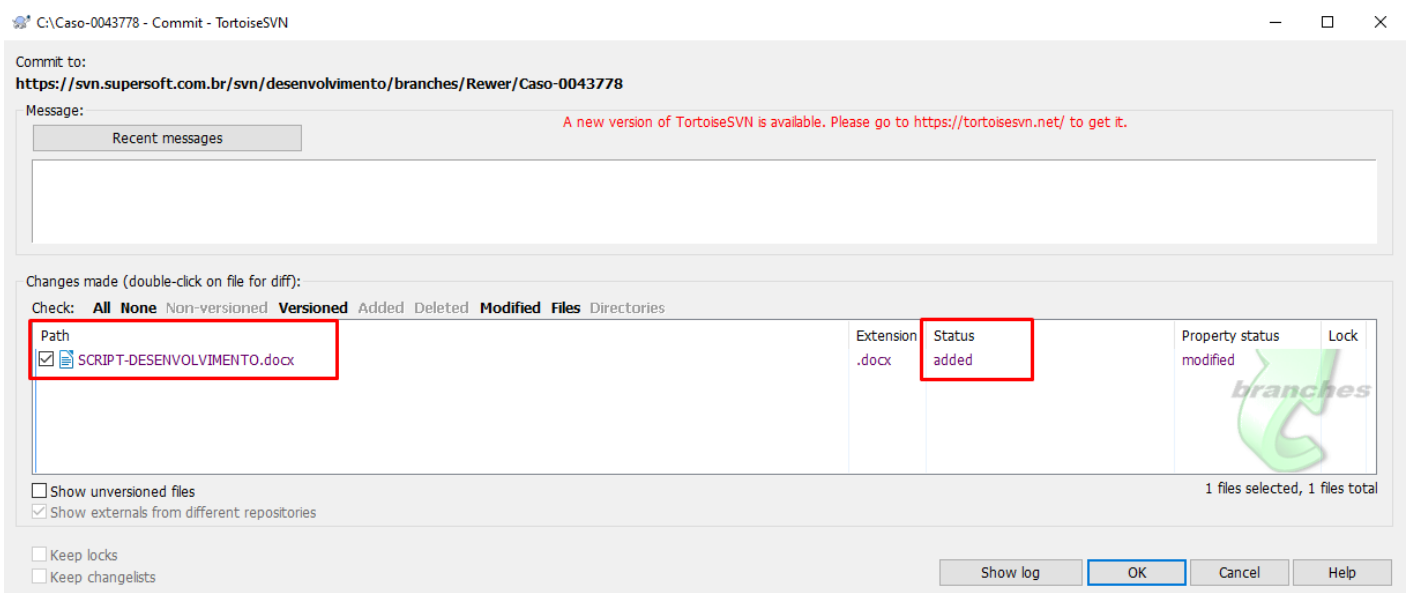 C:\Caso-0043778 - Commit - TortoiseSVN
Commit to:
https://svn.supersoft.com.br/svn/desenvolvimento/branches/Rewer/Caso-0043778
Message:
Recent messages
A new version of TortoiseSVN is available. Please go to https://tortoisesvn.net/ to get it.
Changes made (double-click on file for diff):
Check: All None Non-versioned Versioned Added Deleted Modified Files Directories
Path Extension Status Property status Lock
SCRIPT-DESENVOLVIMENTO.docx .docx added modified
branches
Show unversioned files
1 files selected, 1 files total
Show externals from different repositories
Keep locks
Keep changelists
Show log OK Cancel Help